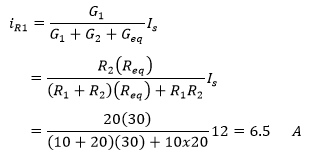 i_{R1} = \frac{G_1}{G_1 + G_2 + G_{eq}} I_s
= \frac{R_2(R_{eq})}{(R_1 + R_2)(R_{eq}) + R_1R_2} I_s
= \frac{20(30)}{(10 + 20)(30) + 10x20} 12 = 6.5 A